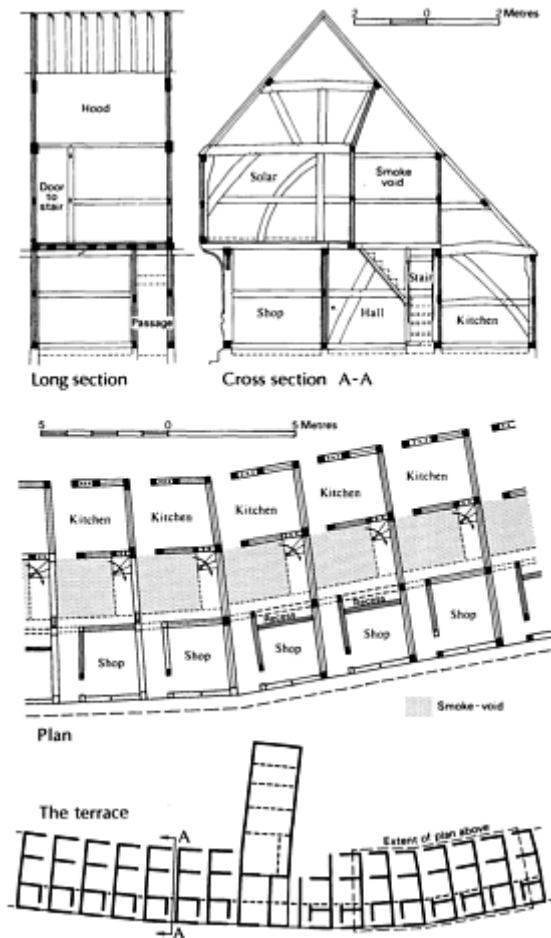 2 0 2 Metres
Hood
Door
to
stair
Passage
Long section
Solar
Smoke
void
Stair
Shop
Hall
Kitchen
Cross section A-A
5 0 5 Metres
Kitchen
Kitchen
Kitchen
Kitchen
Kitchen
Recess
Recess
Shop
Shop
Shop
Shop
Shop
Shop
Smoke-void
Plan
The terrace
A
Extent of plan above
A